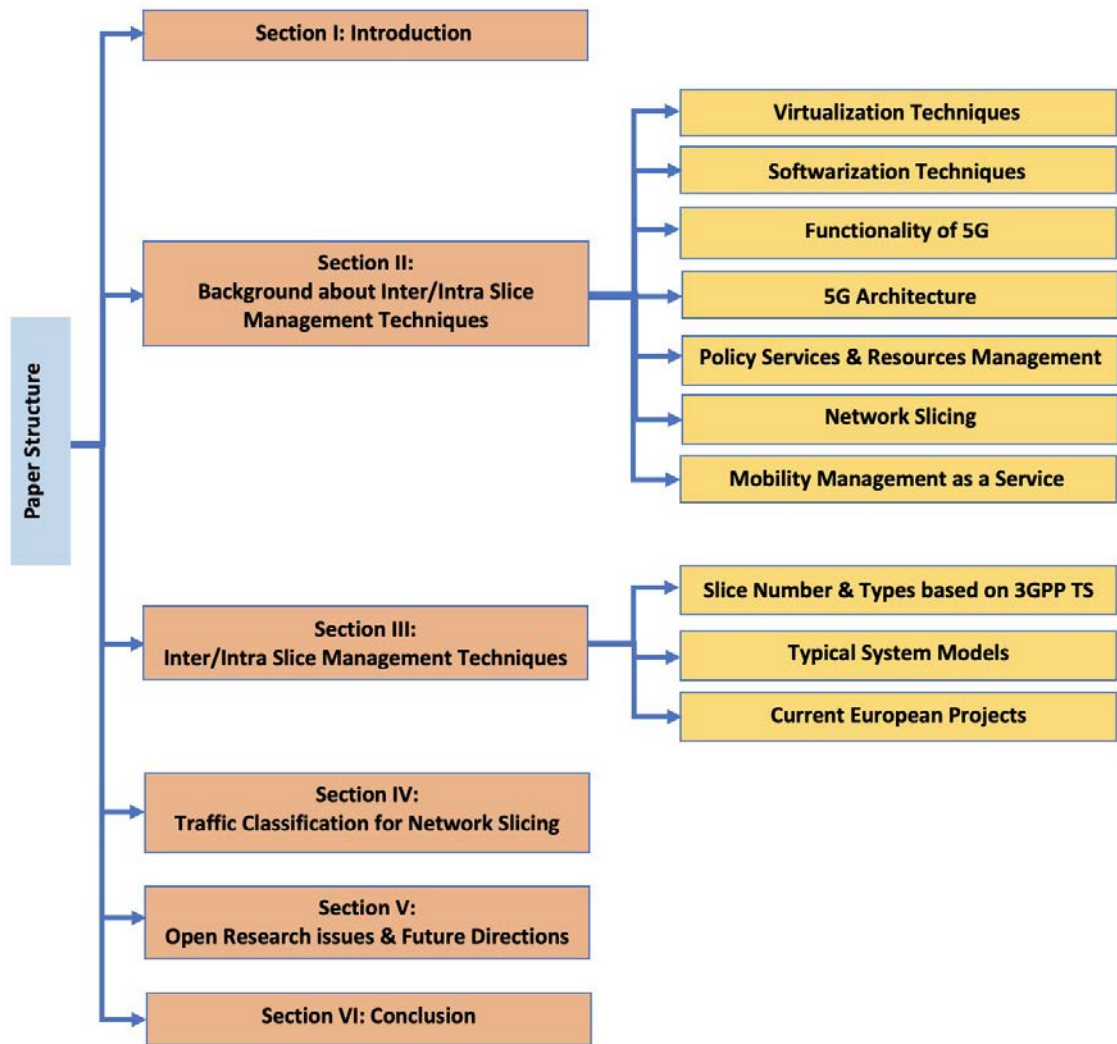 Paper Structure
Section I: Introduction
Section II:
Background about Inter/Intra Slice
Management Techniques
Virtualization Techniques
Softwarization Techniques
Functionality of 5G
5G Architecture
Policy Services & Resources Management
Network Slicing
Mobility Management as a Service
Section III:
Inter/Intra Slice Management Techniques
Slice Number & Types based on 3GPP TS
Typical System Models
Current European Projects
Section IV:
Traffic Classification for Network Slicing
Section V:
Open Research issues & Future Directions
Section VI: Conclusion